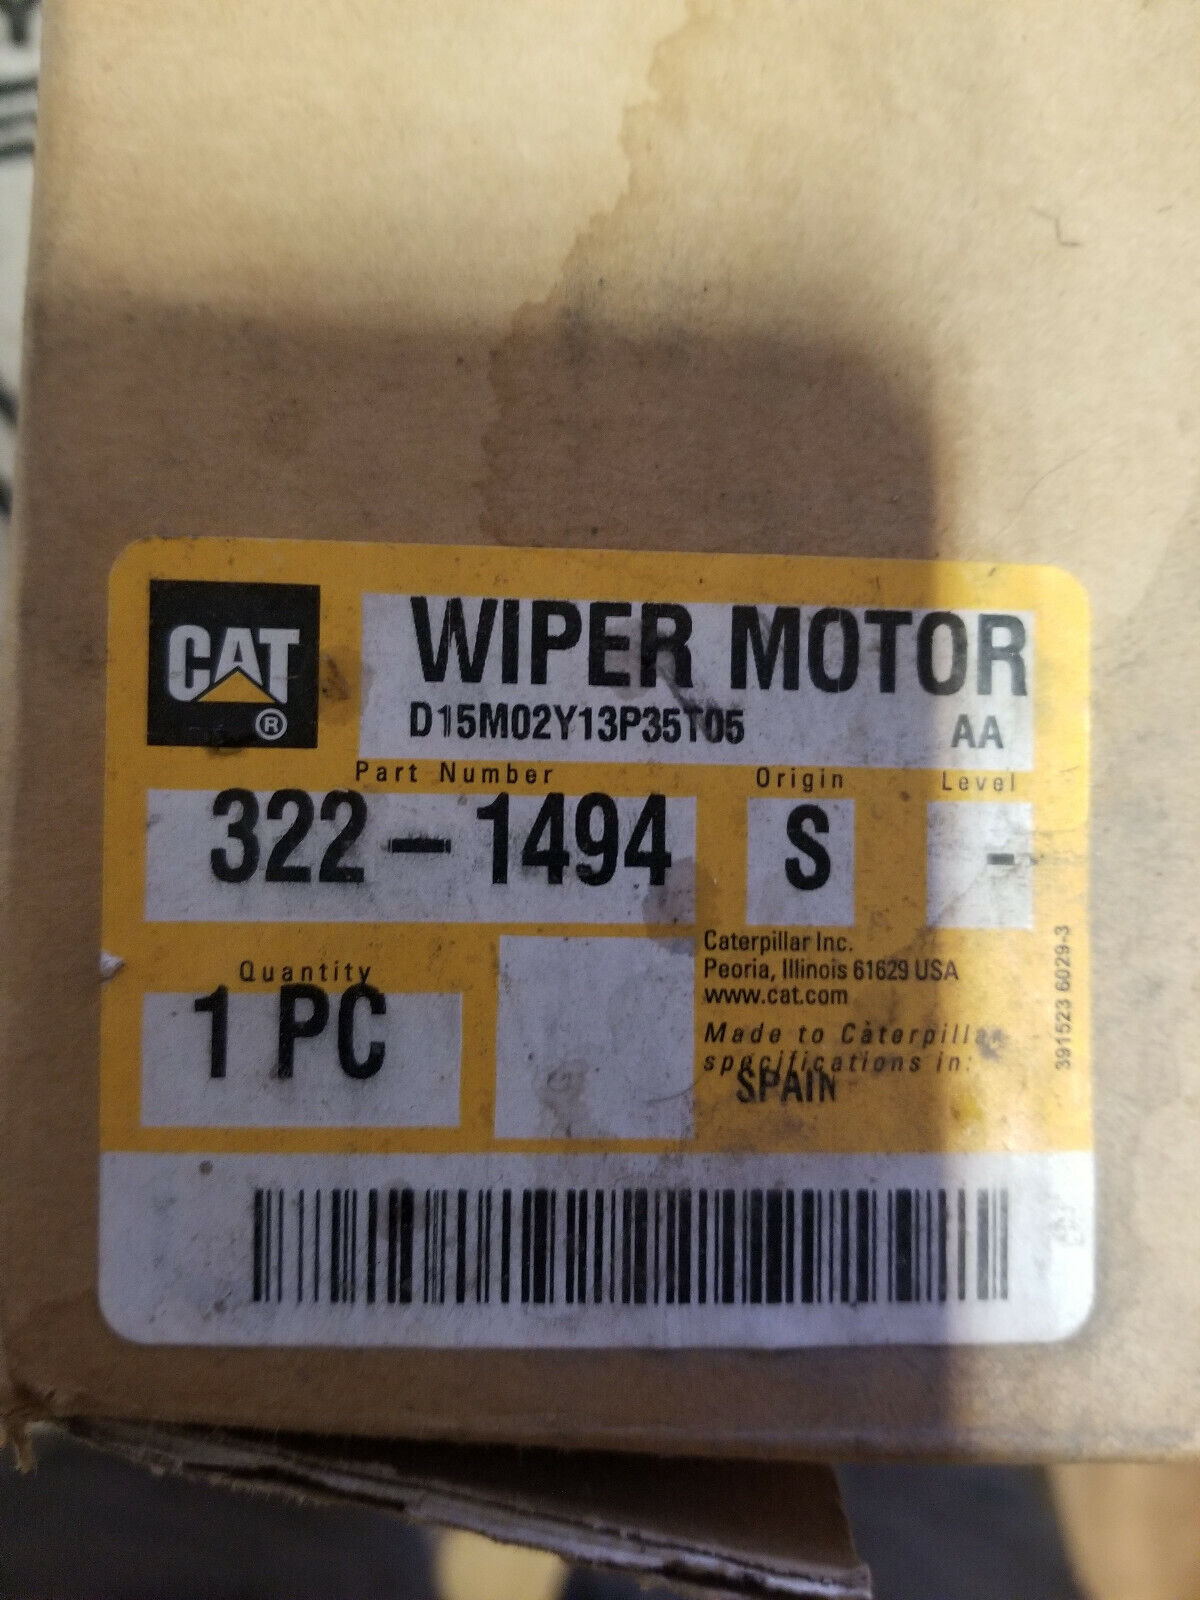 CAT
®
WIPER MOTOR
D15M02Y13P35T05 AA
Part Number Origin Level
322-1494 S -
Quantity
1 PC
Caterpillar Inc.
Peoria, Illinois 61629 USA
www.cat.com
Made to Caterpillar
specifications in:
SPAIN
391523 6029-3